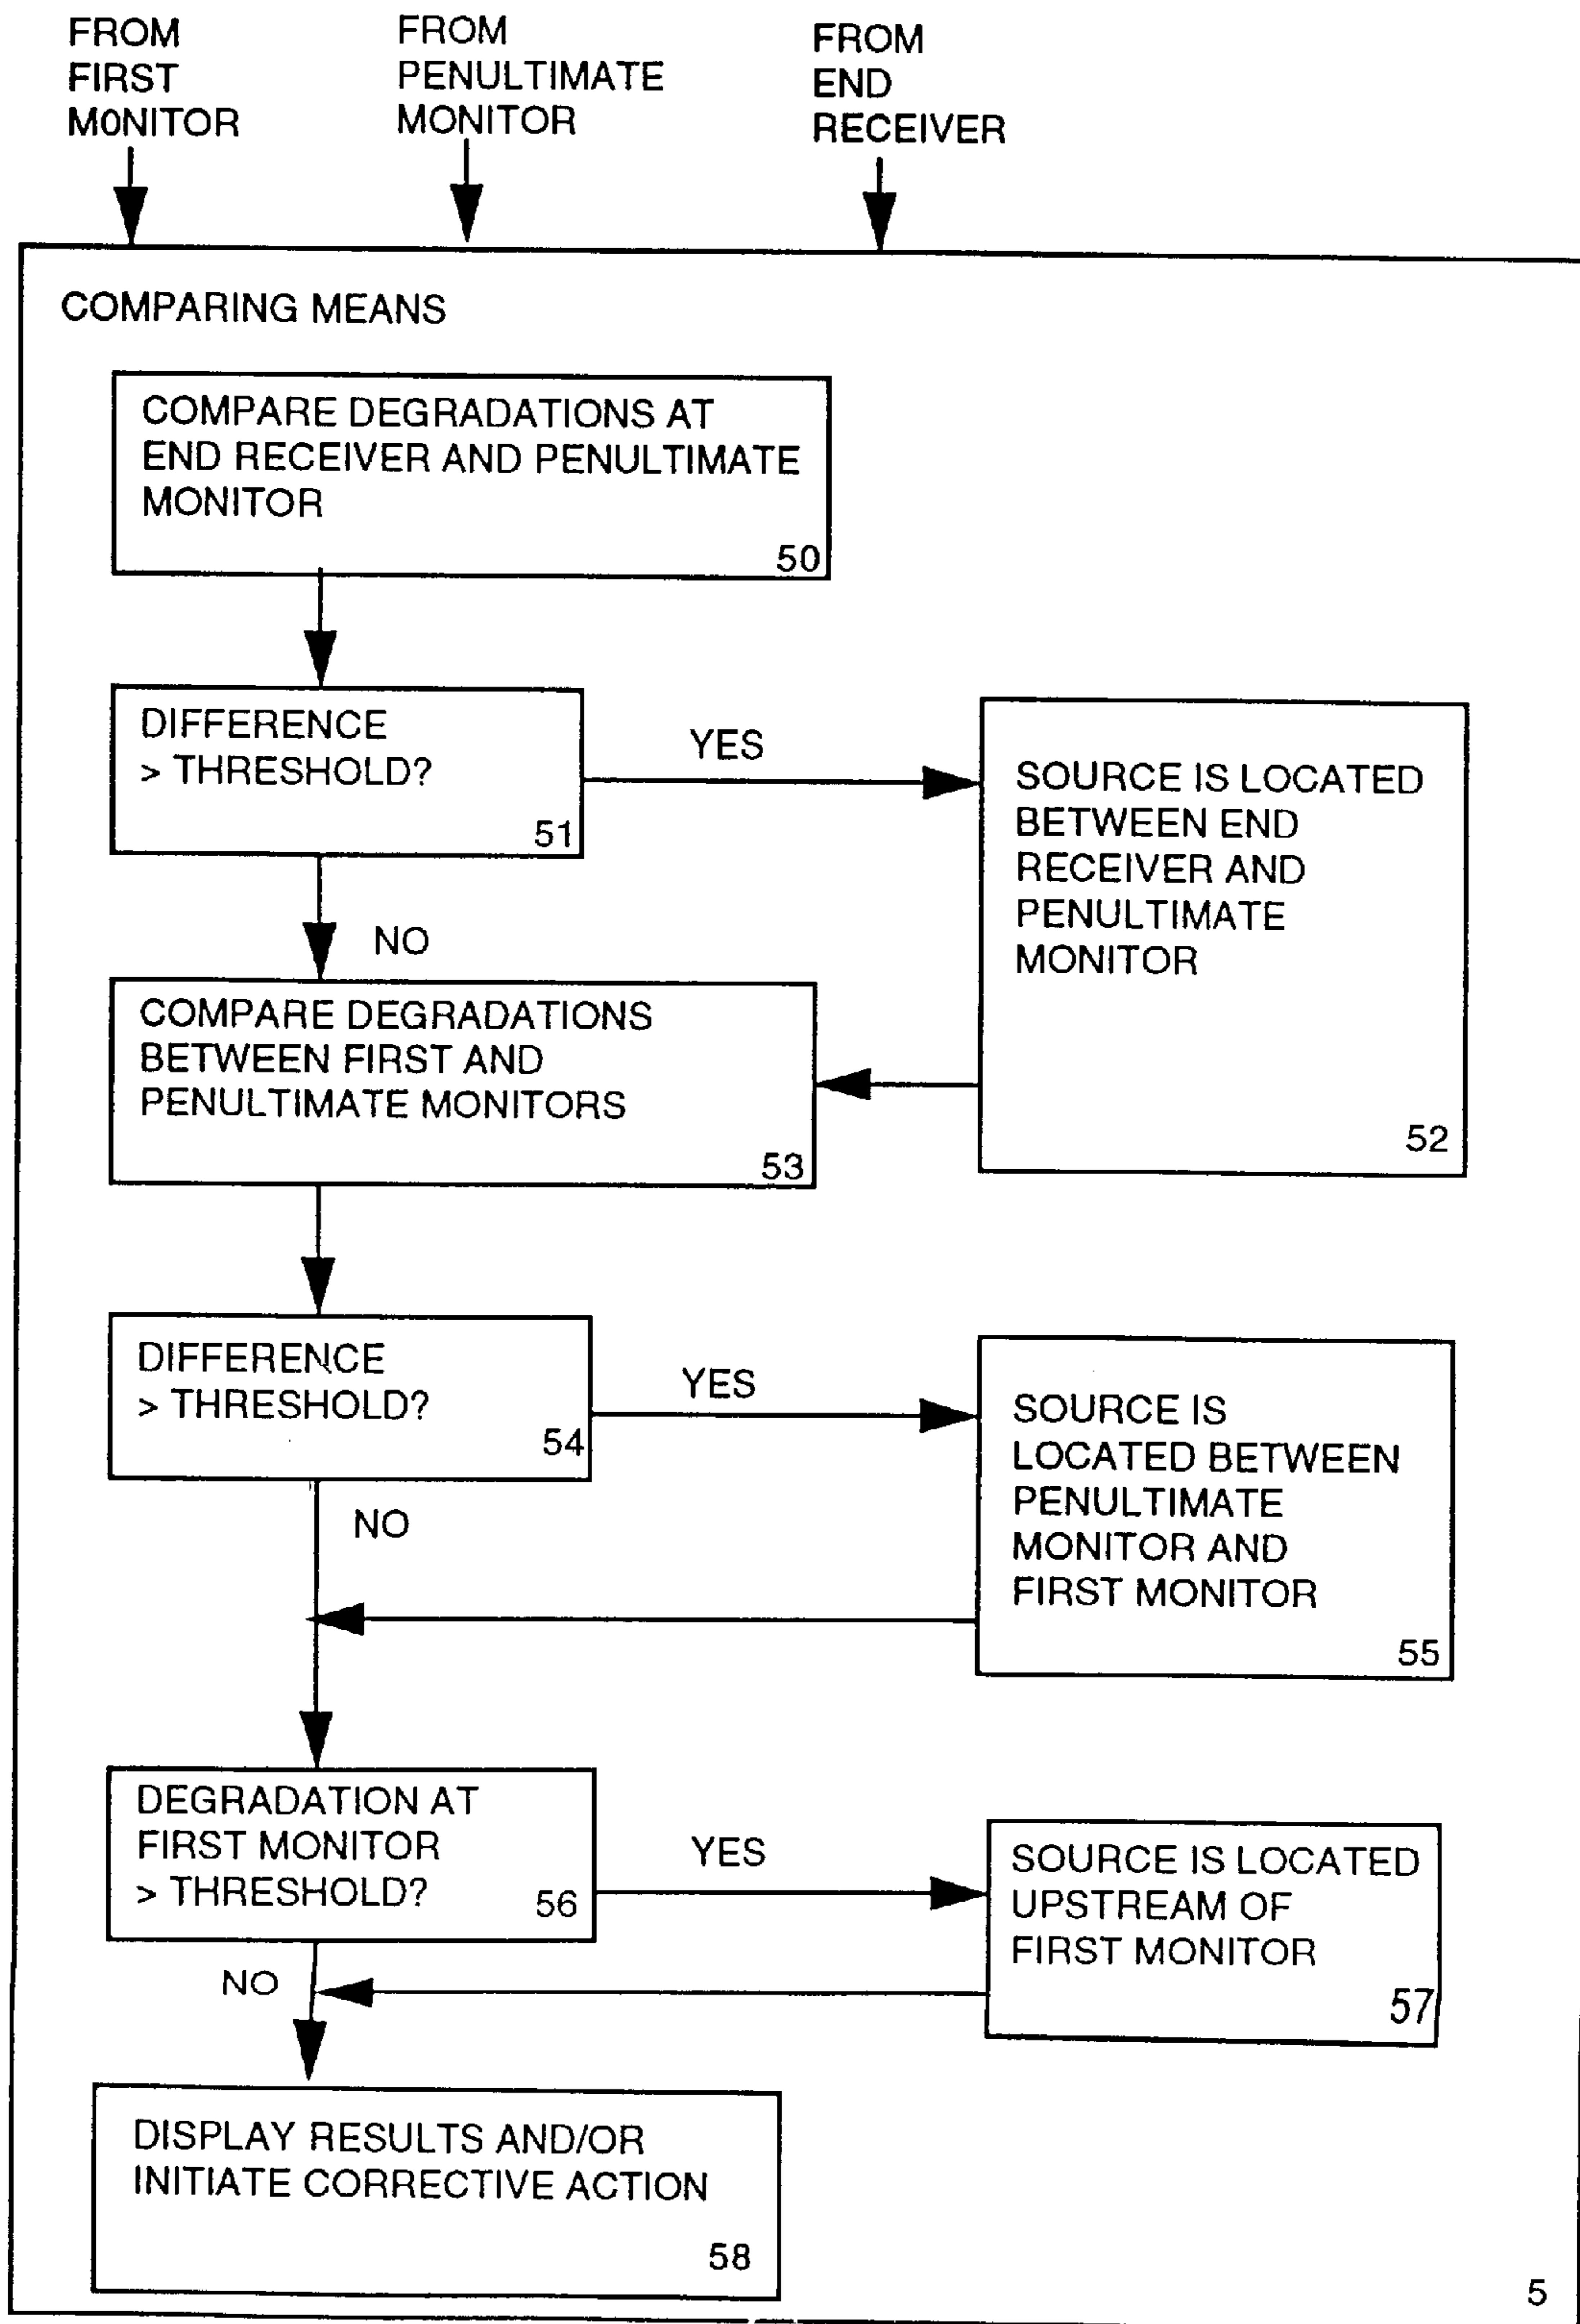 FROM
FIRST
MONITOR
FROM
PENULTIMATE
MONITOR
FROM
END
RECEIVER
COMPARING MEANS
COMPARE DEGRADATIONS AT
END RECEIVER AND PENULTIMATE
MONITOR
50
DIFFERENCE
> THRESHOLD?
51
YES
SOURCE IS LOCATED
BETWEEN END
RECEIVER AND
PENULTIMATE
MONITOR
52
NO
COMPARE DEGRADATIONS
BETWEEN FIRST AND
PENULTIMATE MONITORS
53
DIFFERENCE
> THRESHOLD?
54
YES
SOURCE IS
LOCATED BETWEEN
PENULTIMATE
MONITOR AND
FIRST MONITOR
55
NO
DEGRADATION AT
FIRST MONITOR
> THRESHOLD?
56
YES
SOURCE IS LOCATED
UPSTREAM OF
FIRST MONITOR
57
NO
DISPLAY RESULTS AND/OR
INITIATE CORRECTIVE ACTION
58
5